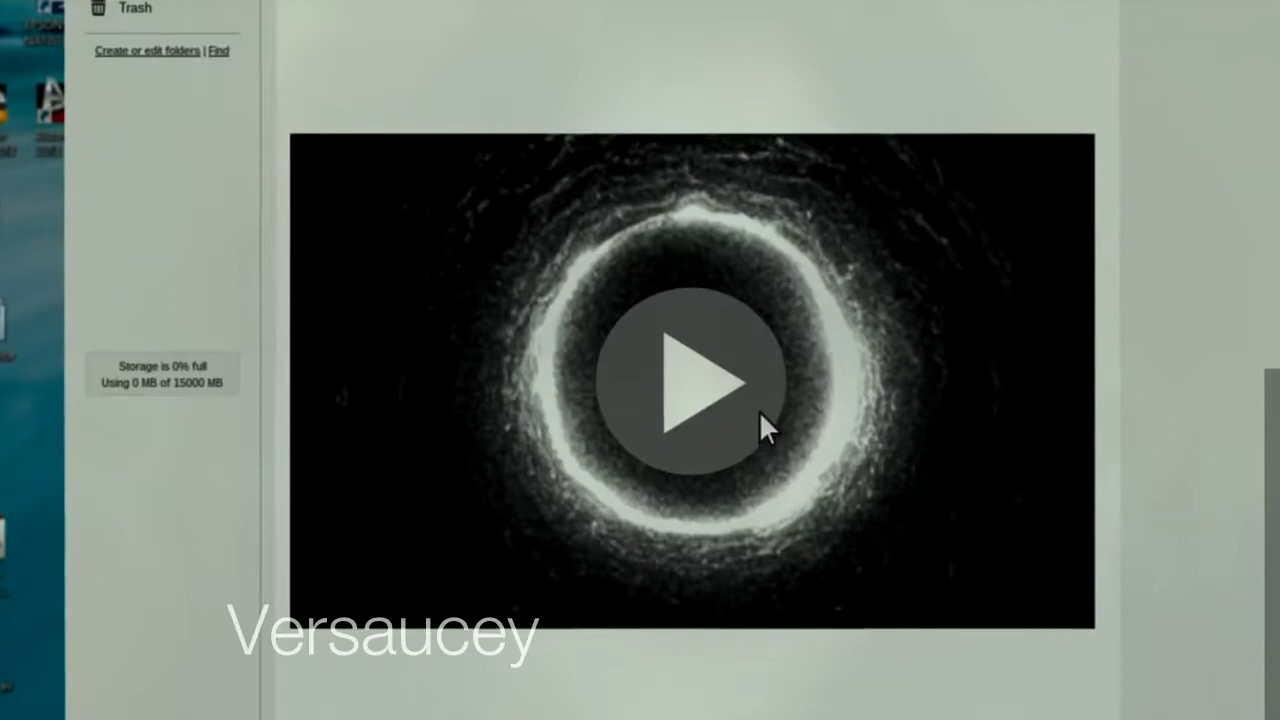 Trash
Create or edit folders | Find
Storage is 0% full
Using 0 MB of 15000 MB
Versaucey